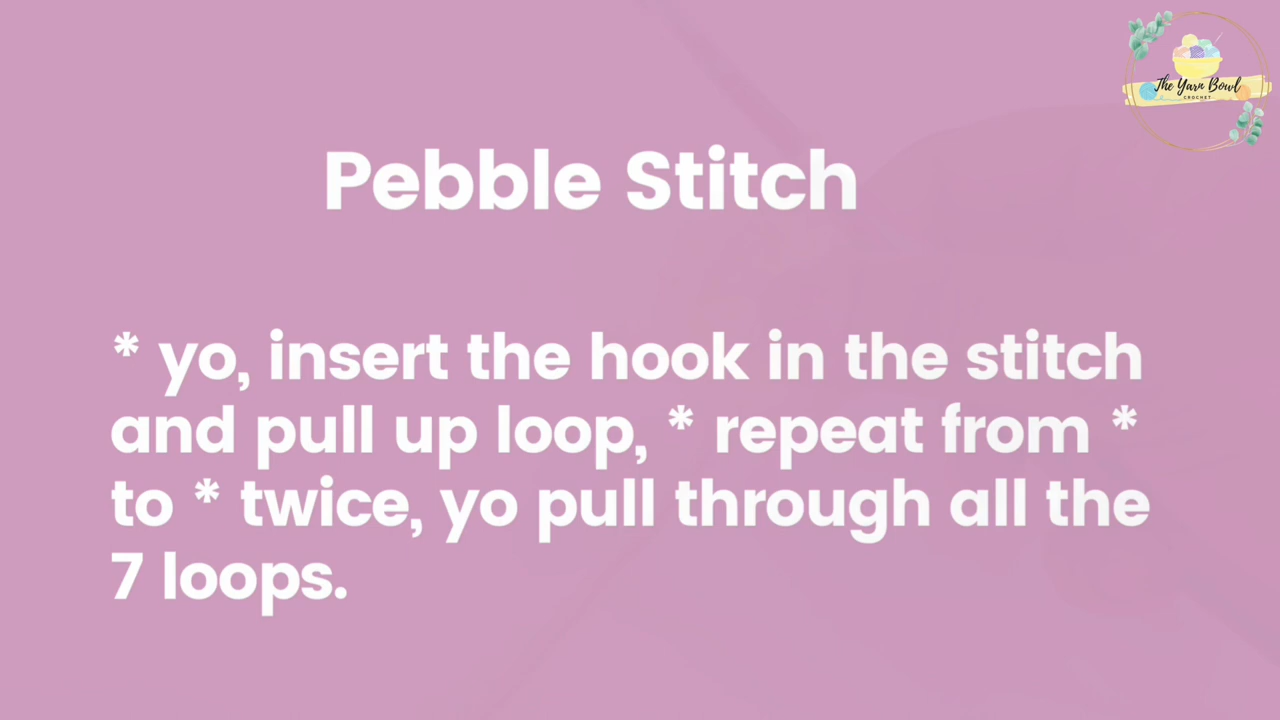 The Yarn Bowl
CROCHET
Pebble Stitch
* yo, insert the hook in the stitch
and pull up loop, * repeat from *
to * twice, yo pull through all the
7 loops.